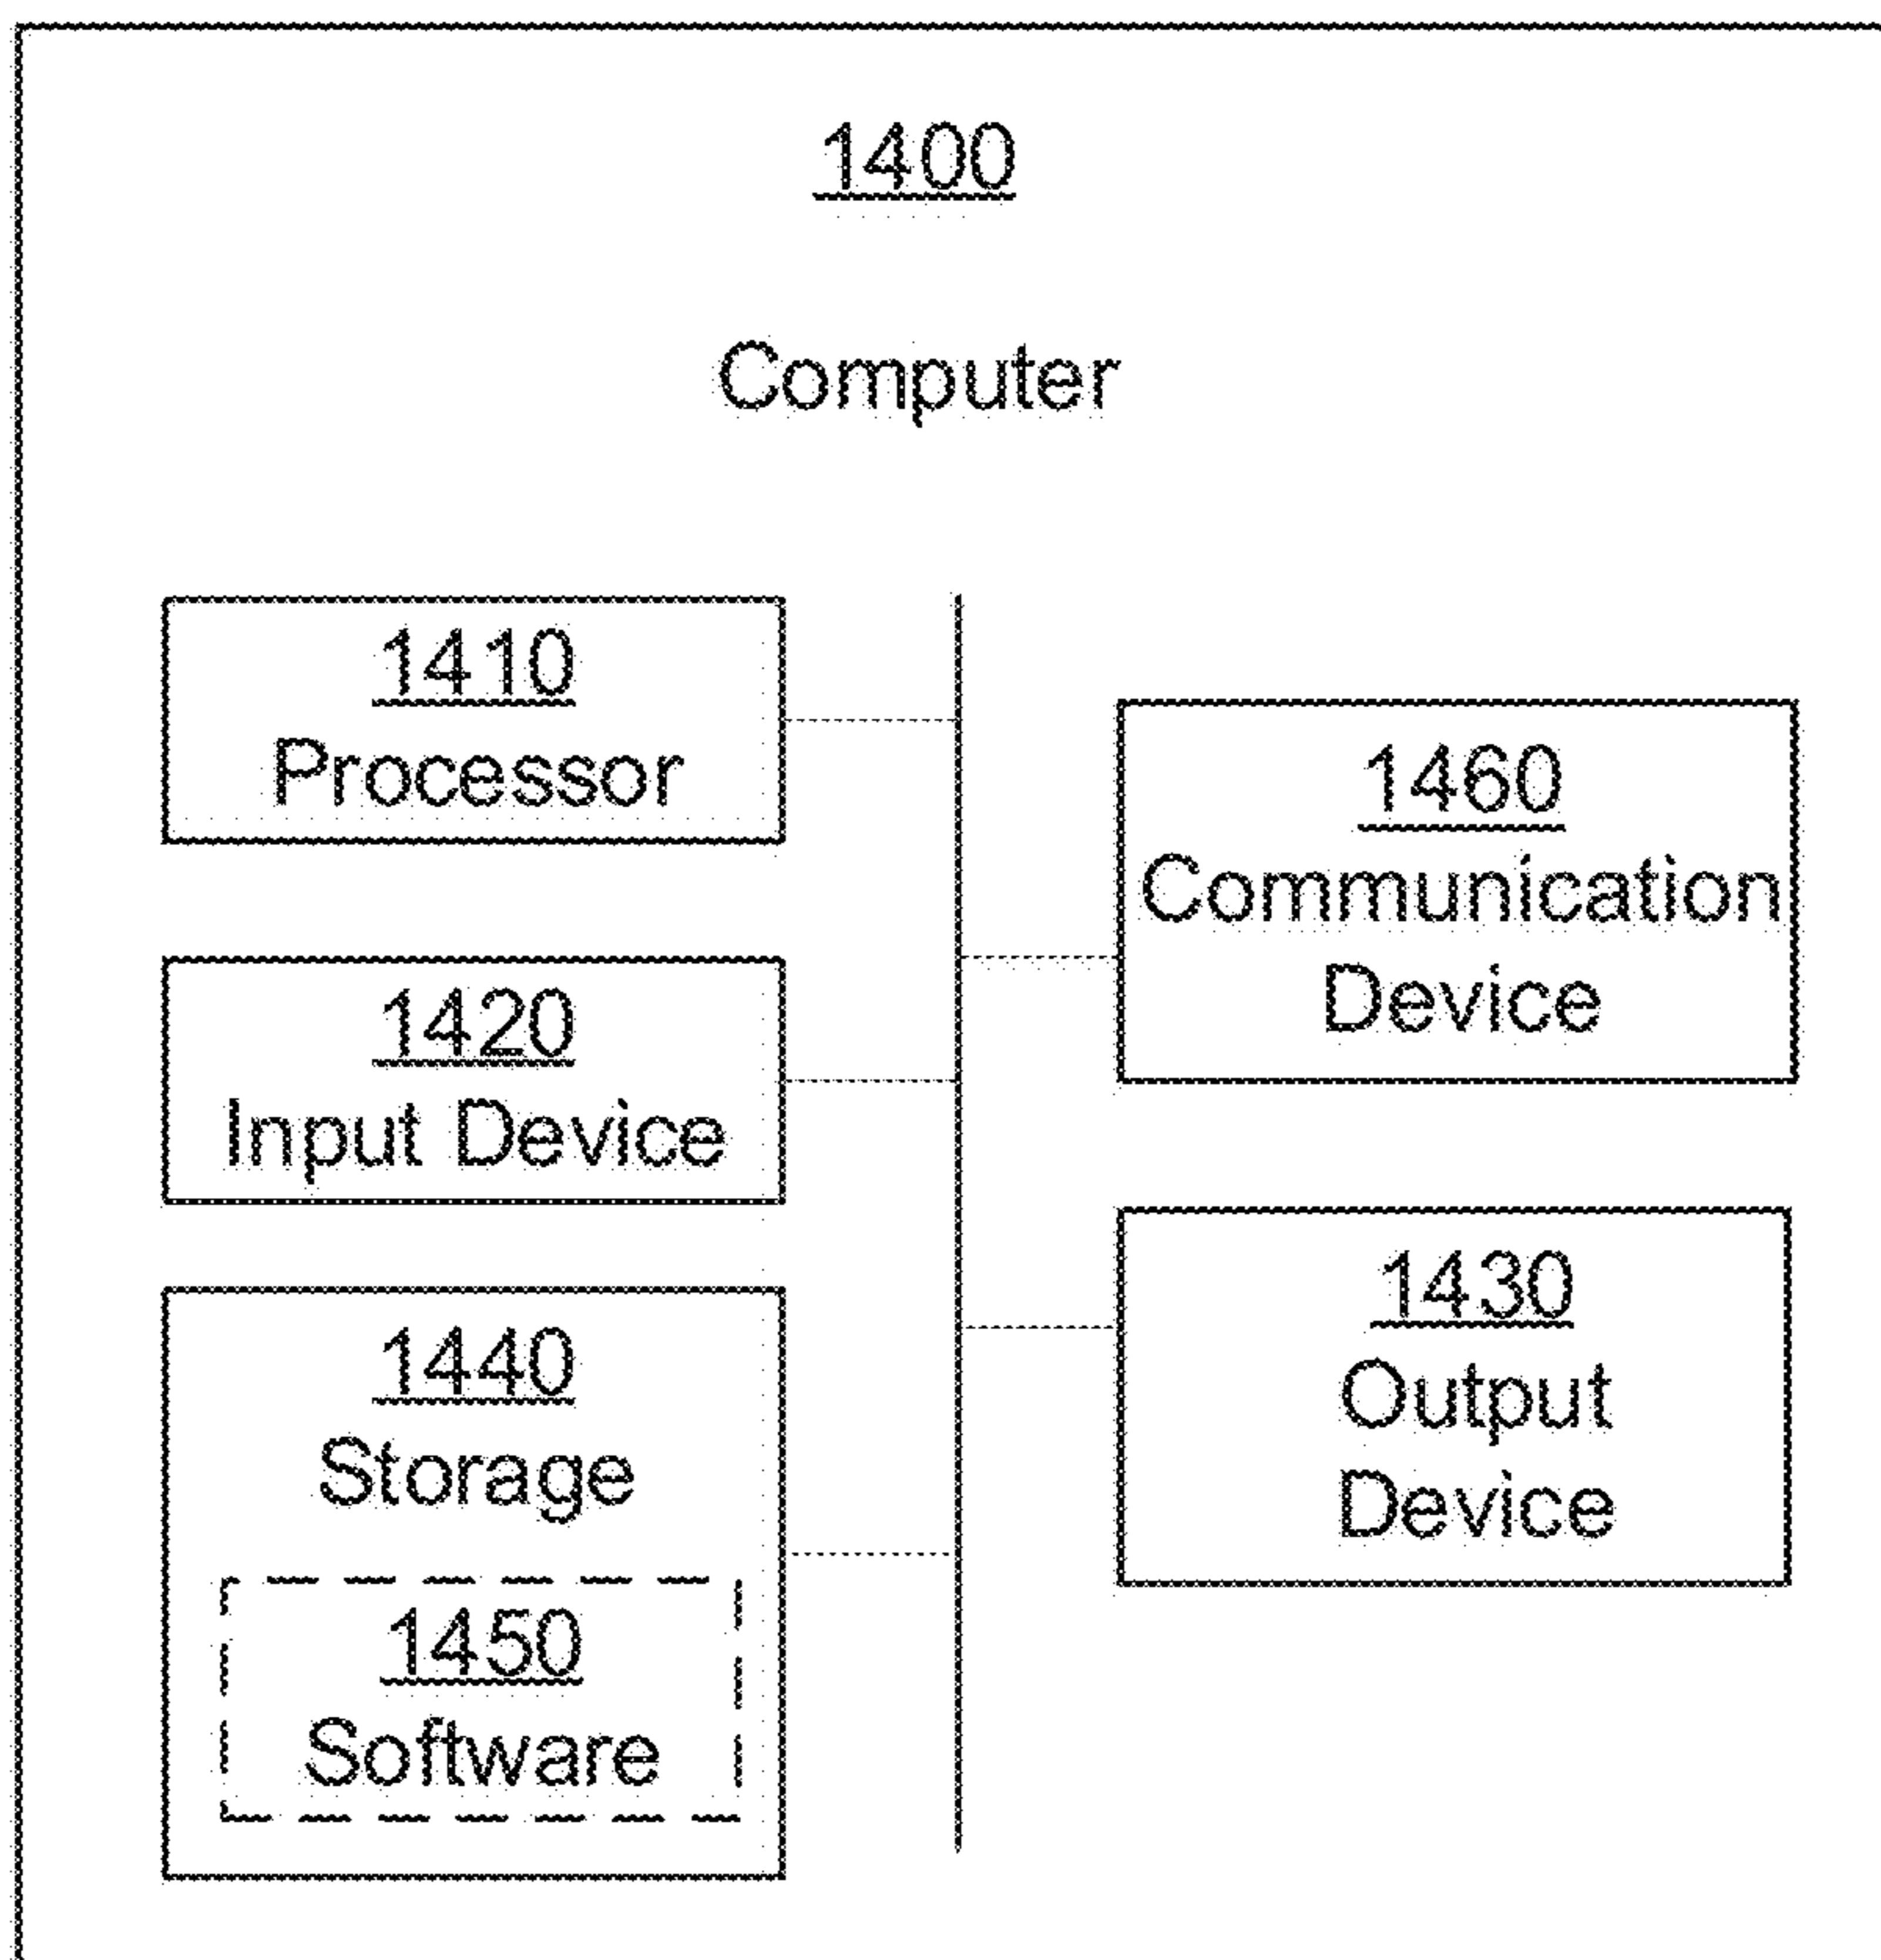 1400
Computer
1410
Processor
1420
Input Device
1440
Storage
1450
Software
1460
Communication
Device
1430
Output
Device